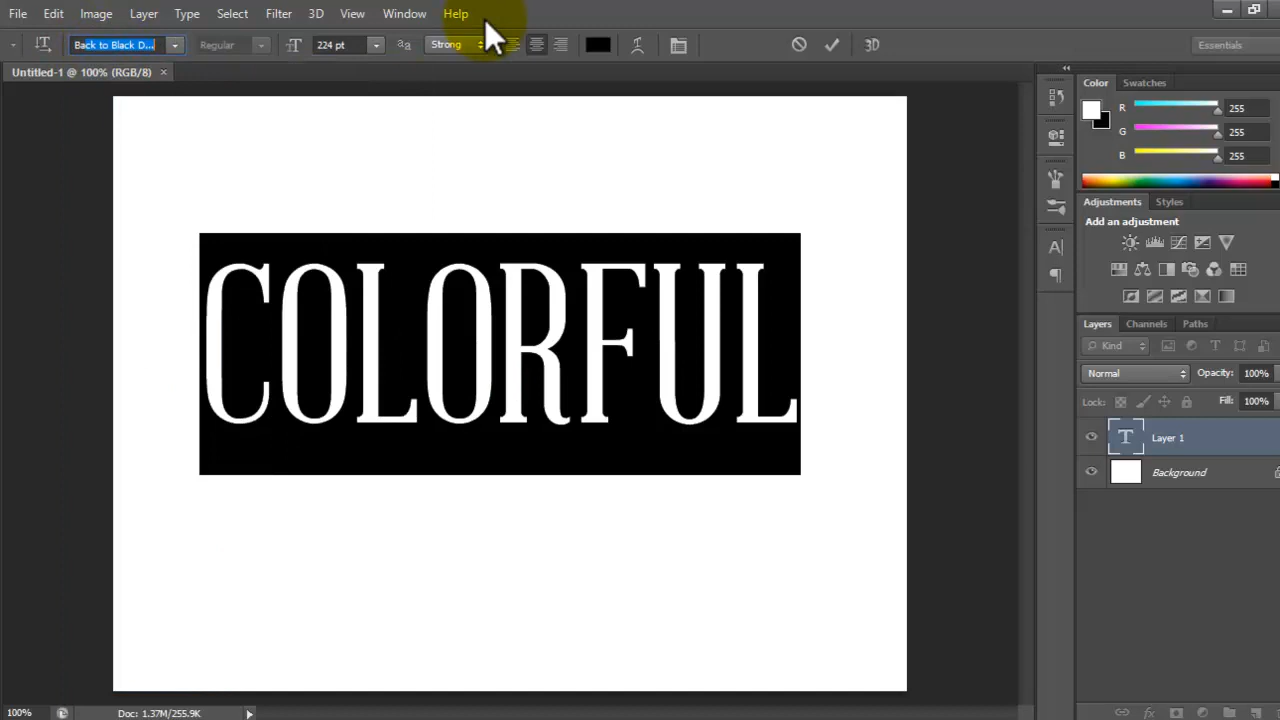 File Edit Image Layer Type Select Filter 3D View Window Help
Back to Black D... Regular 224 pt aa Strong 3D Essentials
Untitled-1 @ 100% (RGB/8) ×
Color Swatches
R 255
G 255
B 255
Adjustments Styles
Add an adjustment
COLORFUL
Layers Channels Paths
Kind
Normal Opacity: 100%
Lock: Fill: 100%
T Layer 1
Background
100% Doc: 1.37M/255.9K
fx